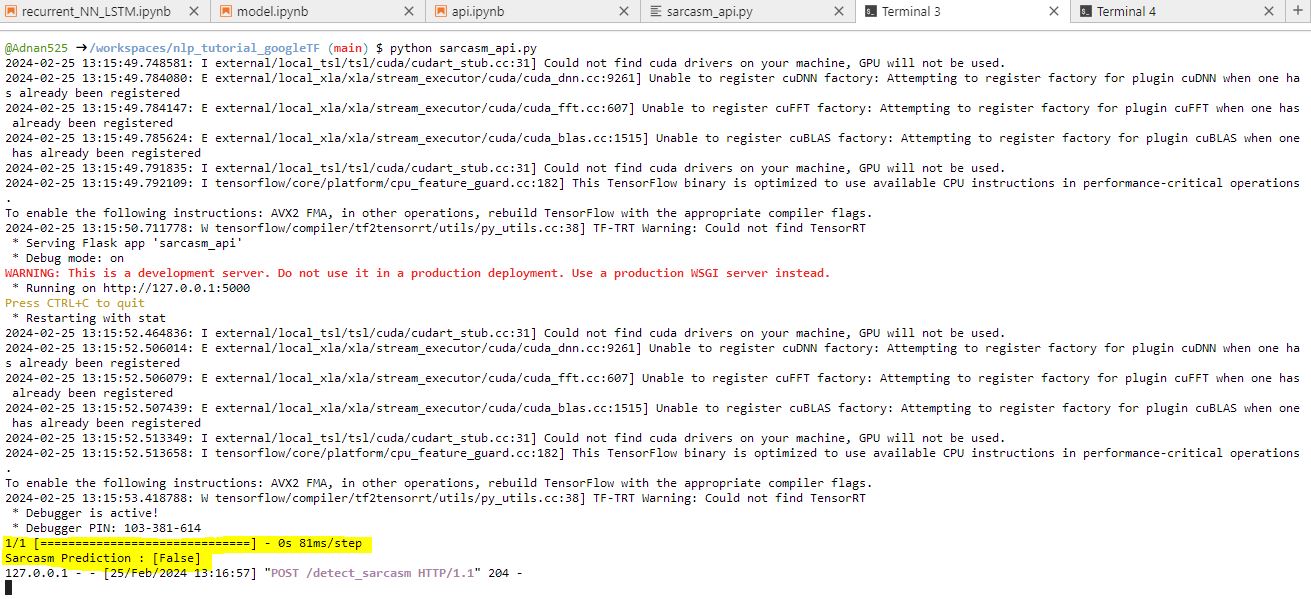 recurrent_NN_LSTM.ipynb
model.ipynb
api.ipynb
sarcasm_api.py
Terminal 3
Terminal 4
@Adnan525 ➜/workspaces/nlp_tutorial_googleTF (main) $ python sarcasm_api.py
2024-02-25 13:15:49.748581: I external/local_tsl/tsl/cuda/cudart_stub.cc:31] Could not find cuda drivers on your machine, GPU will not be used.
2024-02-25 13:15:49.784080: E external/local_xla/xla/stream_executor/cuda/cuda_dnn.cc:9261] Unable to register cuDNN factory: Attempting to register factory for plugin cuDNN when one ha
s already been registered
2024-02-25 13:15:49.784147: E external/local_xla/xla/stream_executor/cuda/cuda_fft.cc:607] Unable to register cuFFT factory: Attempting to register factory for plugin cuFFT when one has
already been registered
2024-02-25 13:15:49.785624: E external/local_xla/xla/stream_executor/cuda/cuda_blas.cc:1515] Unable to register cuBLAS factory: Attempting to register factory for plugin cuBLAS when one
has already been registered
2024-02-25 13:15:49.791835: I external/local_tsl/tsl/cuda/cudart_stub.cc:31] Could not find cuda drivers on your machine, GPU will not be used.
2024-02-25 13:15:49.792109: I tensorflow/core/platform/cpu_feature_guard.cc:182] This TensorFlow binary is optimized to use available CPU instructions in performance-critical operations
.
To enable the following instructions: AVX2 FMA, in other operations, rebuild TensorFlow with the appropriate compiler flags.
2024-02-25 13:15:50.711778: W tensorflow/compiler/tf2tensorrt/utils/py_utils.cc:38] TF-TRT Warning: Could not find TensorRT
* Serving Flask app 'sarcasm_api'
* Debug mode: on
WARNING: This is a development server. Do not use it in a production deployment. Use a production WSGI server instead.
* Running on http://127.0.0.1:5000
Press CTRL+C to quit
* Restarting with stat
2024-02-25 13:15:52.464836: I external/local_tsl/tsl/cuda/cudart_stub.cc:31] Could not find cuda drivers on your machine, GPU will not be used.
2024-02-25 13:15:52.506014: E external/local_xla/xla/stream_executor/cuda/cuda_dnn.cc:9261] Unable to register cuDNN factory: Attempting to register factory for plugin cuDNN when one ha
s already been registered
2024-02-25 13:15:52.506079: E external/local_xla/xla/stream_executor/cuda/cuda_fft.cc:607] Unable to register cuFFT factory: Attempting to register factory for plugin cuFFT when one has
already been registered
2024-02-25 13:15:52.507439: E external/local_xla/xla/stream_executor/cuda/cuda_blas.cc:1515] Unable to register cuBLAS factory: Attempting to register factory for plugin cuBLAS when one
has already been registered
2024-02-25 13:15:52.513349: I external/local_tsl/tsl/cuda/cudart_stub.cc:31] Could not find cuda drivers on your machine, GPU will not be used.
2024-02-25 13:15:52.513658: I tensorflow/core/platform/cpu_feature_guard.cc:182] This TensorFlow binary is optimized to use available CPU instructions in performance-critical operations
.
To enable the following instructions: AVX2 FMA, in other operations, rebuild TensorFlow with the appropriate compiler flags.
2024-02-25 13:15:53.418788: W tensorflow/compiler/tf2tensorrt/utils/py_utils.cc:38] TF-TRT Warning: Could not find TensorRT
* Debugger is active!
* Debugger PIN: 103-381-614
1/1 [==============================] - 0s 81ms/step
Sarcasm Prediction : [False]
127.0.0.1 - - [25/Feb/2024 13:16:57] "POST /detect_sarcasm HTTP/1.1" 204 -